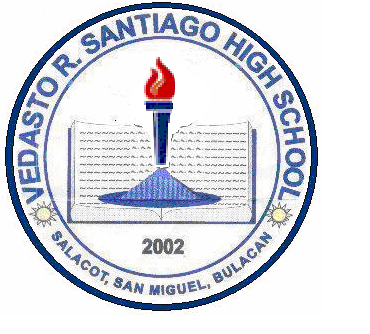 VEDASTO R. SANTIAGO HIGH SCHOOL
2002
SALACOT, SAN MIGUEL, BULACAN